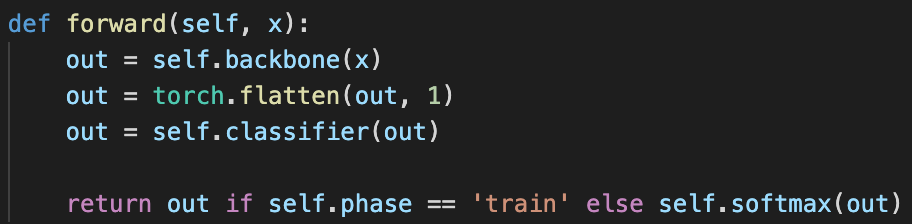 def forward(self, x):
    out = self.backbone(x)
    out = torch.flatten(out, 1)
    out = self.classifier(out)

    return out if self.phase == 'train' else self.softmax(out)